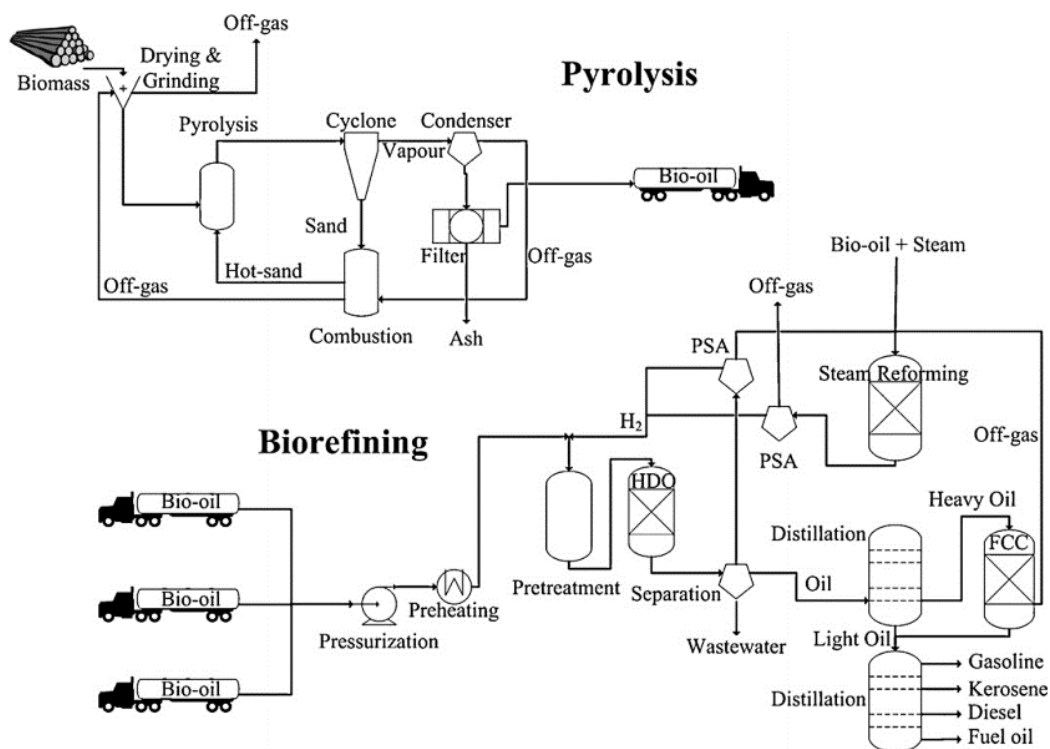 Off-gas
Drying &
Grinding
Biomass
Pyrolysis
Pyrolysis
Cyclone
Condenser
Vapour
Bio-oil
Sand
Filter
Off-gas
Hot-sand
Off-gas
Combustion
Ash
Bio-oil + Steam
Off-gas
PSA
Steam Reforming
H2
Off-gas
PSA
Biorefining
HDO
Bio-oil
Heavy Oil
Distillation
FCC
Pretreatment
Separation
Oil
Bio-oil
Preheating
Pressurization
Wastewater
Light Oil
Gasoline
Bio-oil
Kerosene
Distillation
Diesel
Fuel oil